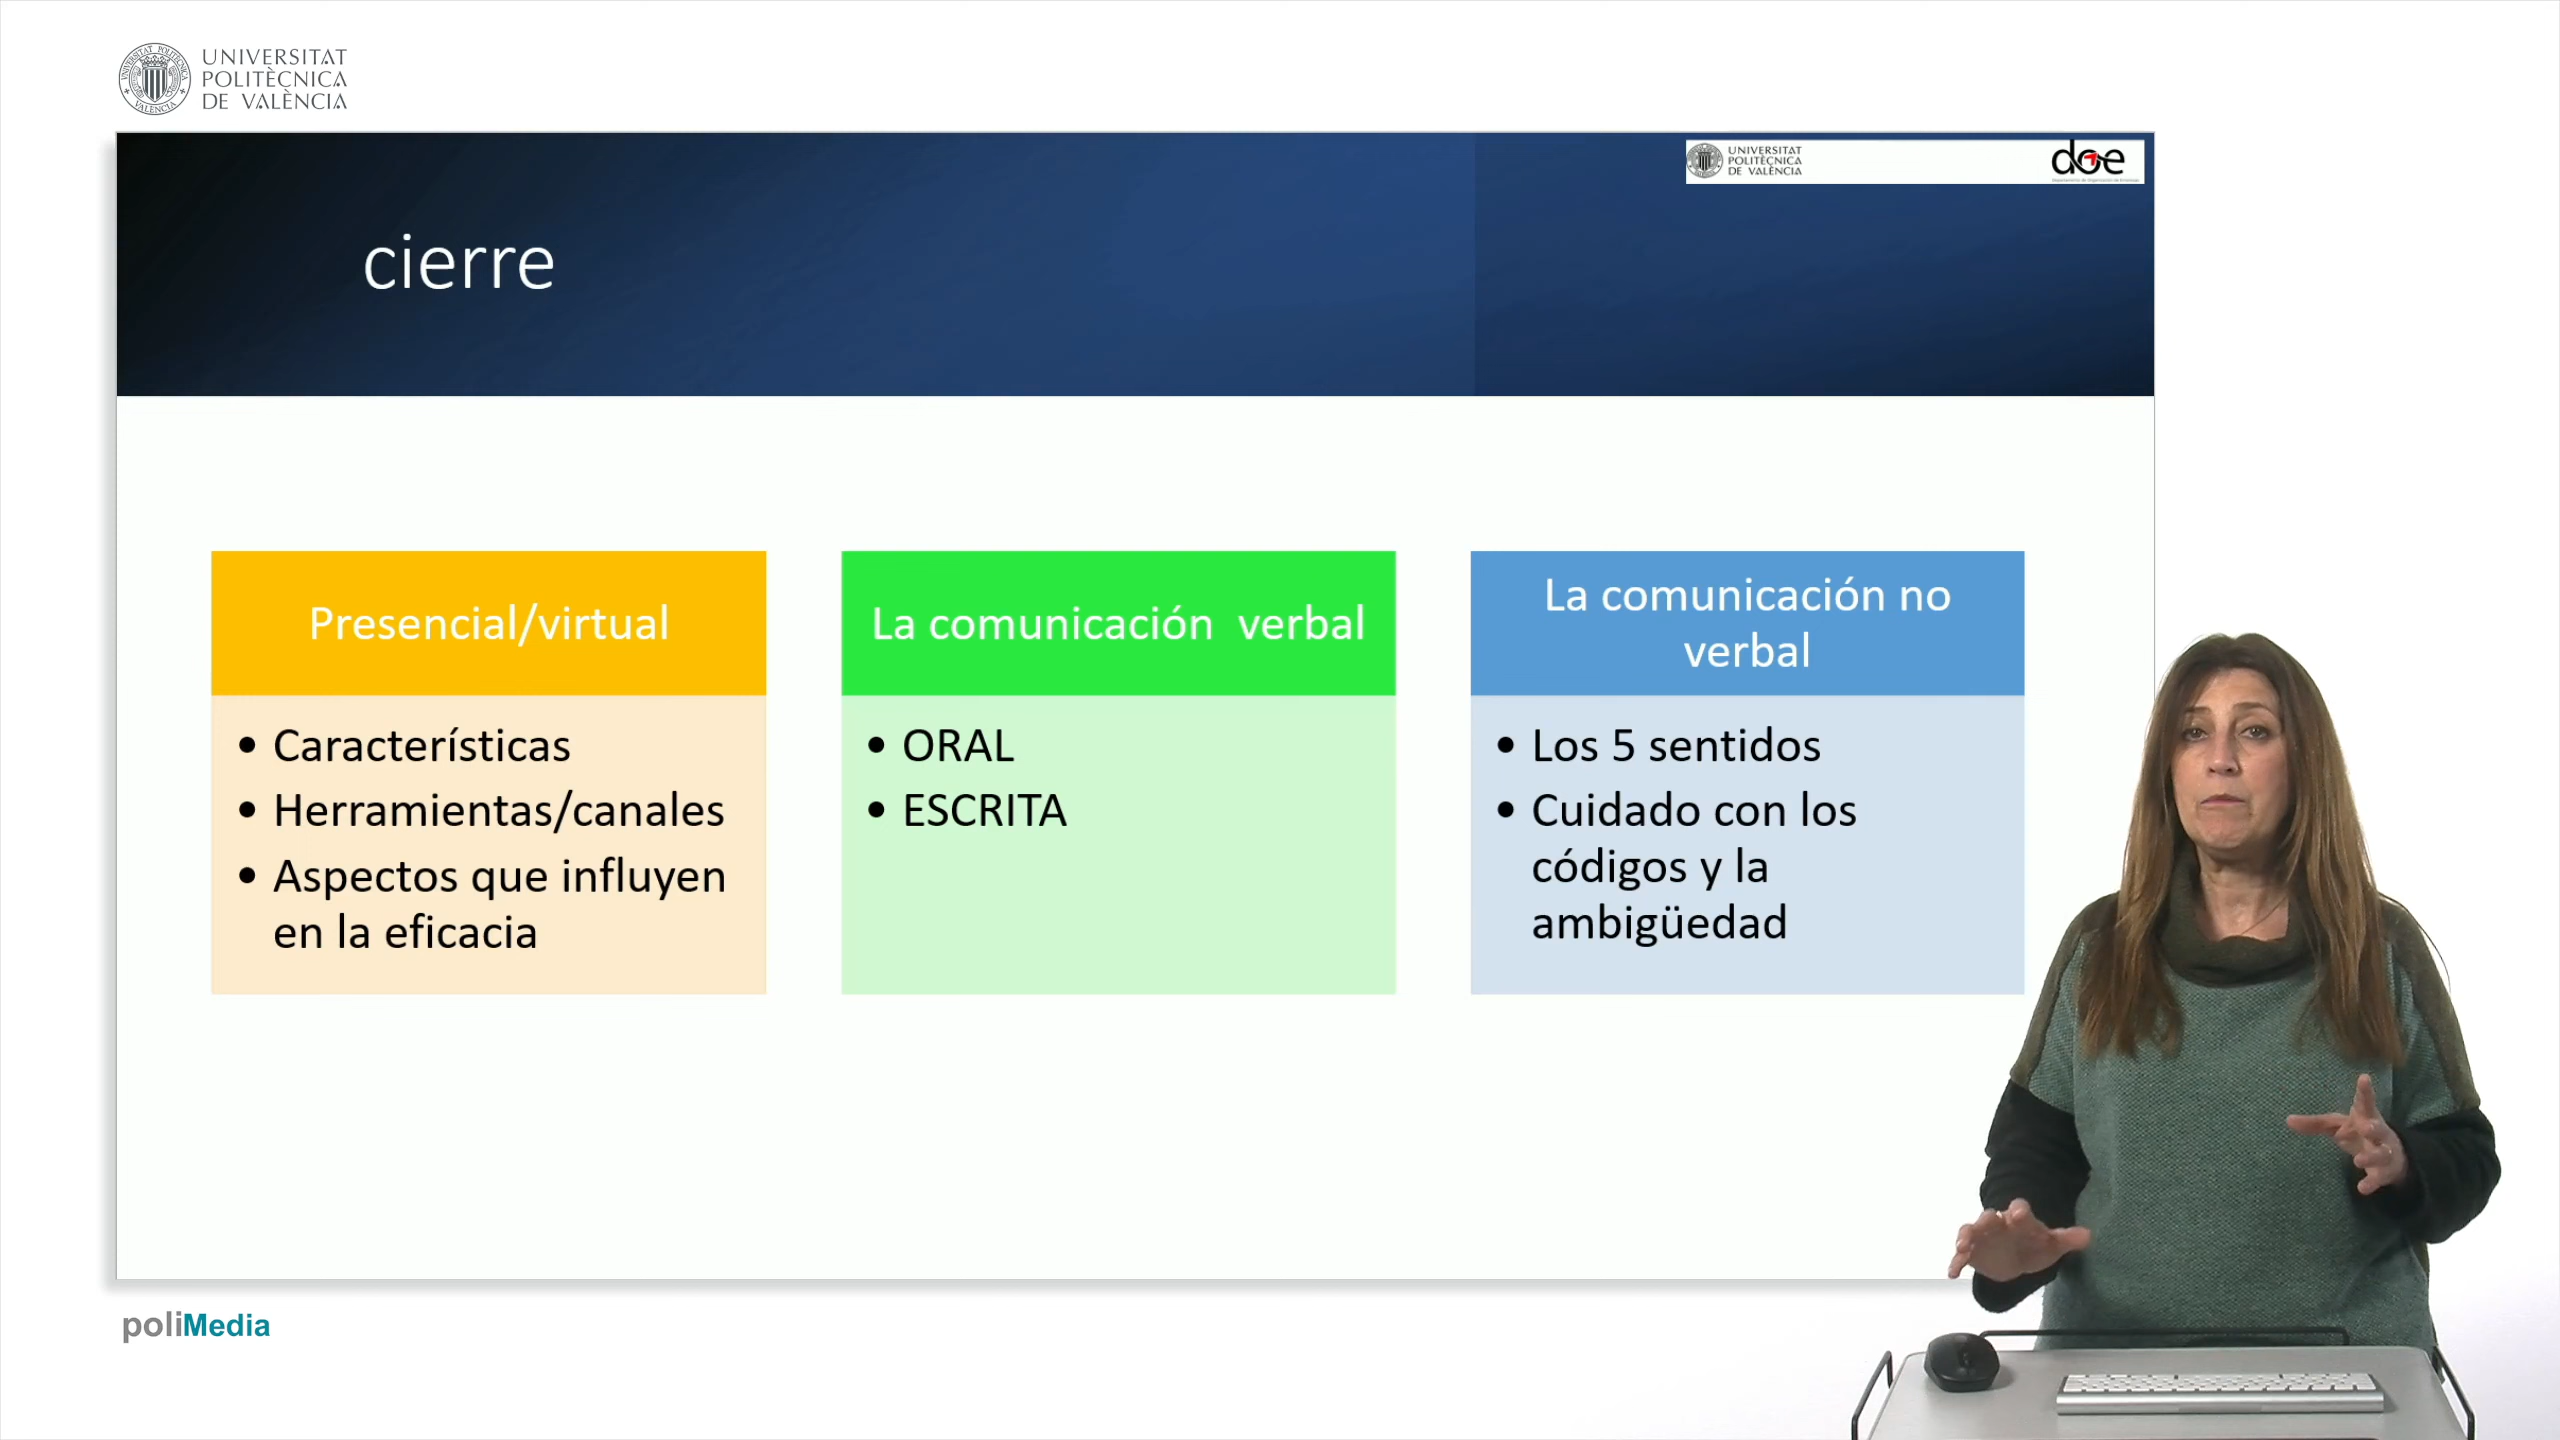 UNIVERSITAT
POLITÈCNICA
DE VALÈNCIA
UNIVERSITAT
POLITÈCNICA
DE VALÈNCIA
doe
cierre
Presencial/virtual
• Características
• Herramientas/canales
• Aspectos que influyen
en la eficacia
La comunicación  verbal
• ORAL
• ESCRITA
La comunicación no
verbal
• Los 5 sentidos
• Cuidado con los
códigos y la
ambigüedad
poliMedia